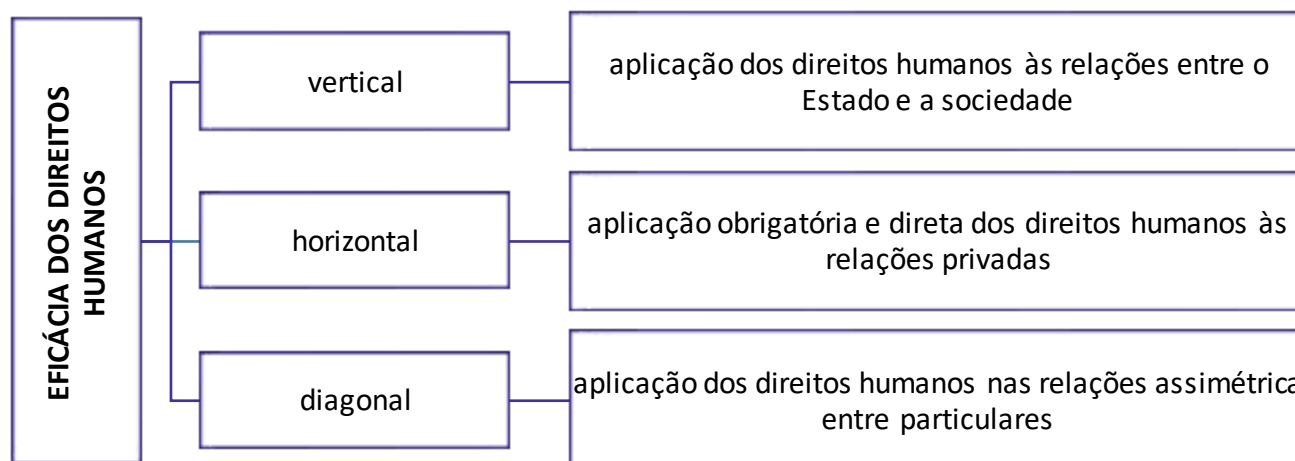 EFICÁCIA DOS DIREITOS
HUMANOS
vertical
aplicação dos direitos humanos às relações entre o
Estado e a sociedade
horizontal
aplicação obrigatória e direta dos direitos humanos às
relações privadas
diagonal
aplicação dos direitos humanos nas relações assimétrica
entre particulares